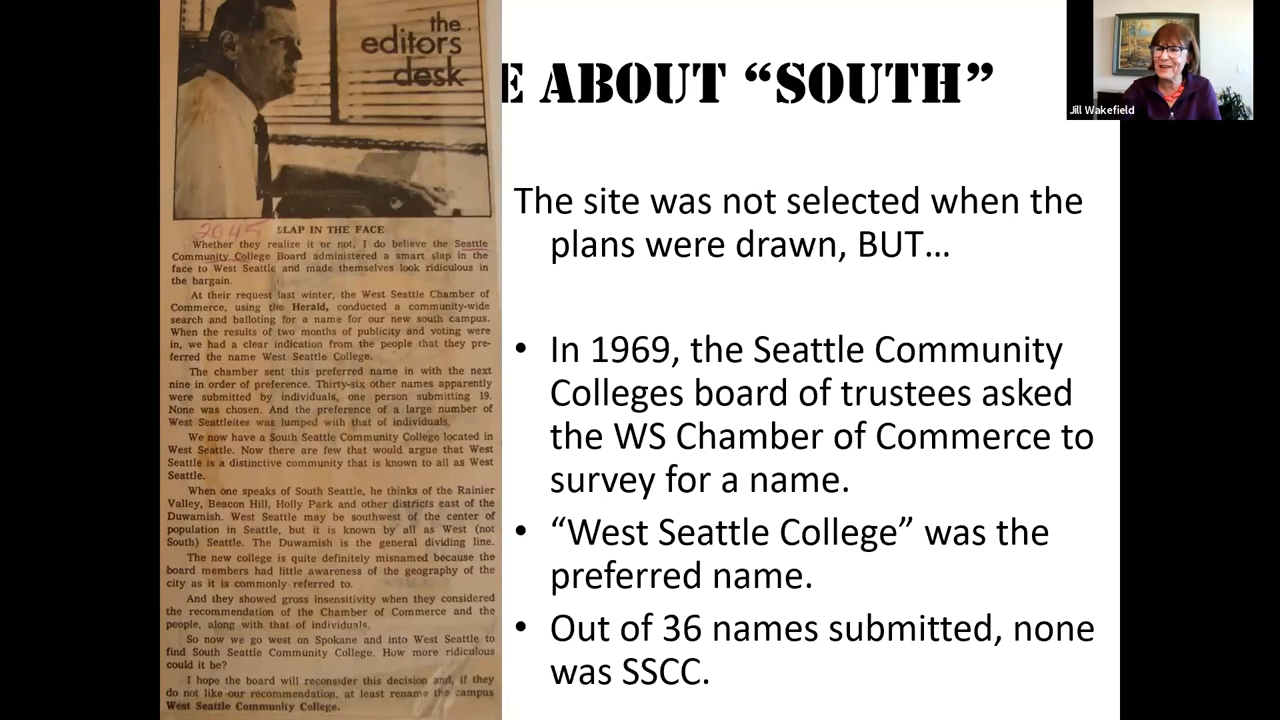 the
editors
desk
2045
SLAP IN THE FACE
Whether they realize it or not, I do believe the Seattle
Community College Board administered a smart slap in the
face to West Seattle and made themselves look ridiculous in
the bargain.
At their request last winter, the West Seattle Chamber of
Commerce, using the Herald, conducted a community-wide
search and balloting for a name for our new south campus.
When the results of two months of publicity and voting were
in, we had a clear indication from the people that they pre-
ferred the name West Seattle College.
The chamber sent this preferred name in with the next
nine in order of preference. Thirty-six other names apparently
were submitted by individuals, one person submitting 19.
None was chosen. And the preference of a large number of
West Seattleites was lumped with that of individuals.
We now have a South Seattle Community College located in
West Seattle. Now there are few that would argue that West
Seattle is a distinctive community that is known to all as West
Seattle.
When one speaks of South Seattle, he thinks of the Rainier
Valley, Beacon Hill, Holly Park and other districts east of the
Duwamish. West Seattle may be southwest of the center of
population in Seattle, but it is known by all as West (not
South) Seattle. The Duwamish is the general dividing line.
The new college is quite definitely misnamed because the
board members had little awareness of the geography of the
city as it is commonly referred to.
And they showed gross insensitivity when they considered
the recommendation of the Chamber of Commerce and the
people, along with that of individuals.
So now we go west on Spokane and into West Seattle to
find South Seattle Community College. How more ridiculous
could it be?
I hope the board will reconsider this decision and, if they
do not like our recommendation, at least rename the campus
West Seattle Community College.
E ABOUT “SOUTH”
The site was not selected when the
plans were drawn, BUT…
• In 1969, the Seattle Community
Colleges board of trustees asked
the WS Chamber of Commerce to
survey for a name.
• “West Seattle College” was the
preferred name.
• Out of 36 names submitted, none
was SSCC.
Jill Wakefield